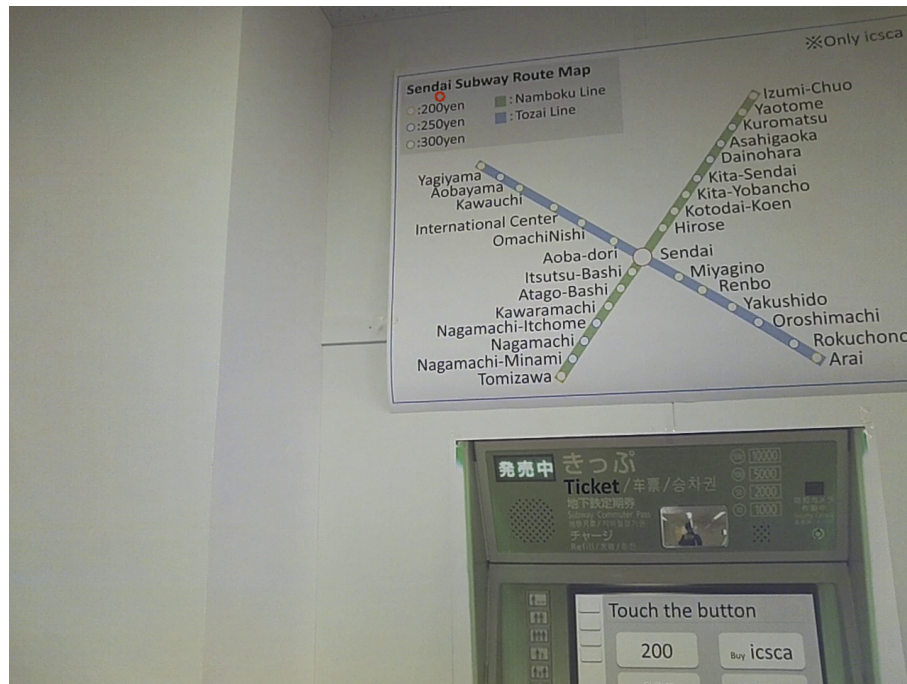 ※Only icsca
Sendai Subway Route Map
:200yen
:250yen
:300yen
: Namboku Line
: Tozai Line
Izumi-Chuo
Yaotome
Kuromatsu
Asahigaoka
Dainohara
Kita-Sendai
Kita-Yobancho
Kotodai-Koen
Hirose
Sendai
Yagiyama
Aobayama
Kawauchi
International Center
OmachiNishi
Aoba-dori
Itsutsu-Bashi
Atago-Bashi
Kawaramachi
Nagamachi-Itchome
Nagamachi
Nagamachi-Minami
Tomizawa
Miyagino
Renbo
Yakushido
Oroshimachi
Rokuchono
Arai
発売中
きっぷ
Ticket/车票/승차권
地下鉄定期券
Subway Commuter Pass
チャージ
10000
5000
2000
1000
Touch the button
200
Buy icsca